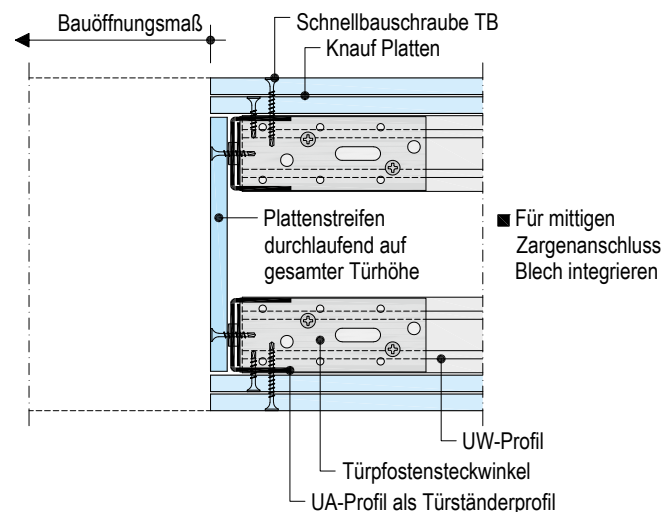 Bauöffnungsmaß
Schnellbauschraube TB
Knauf Platten
Plattenstreifen
durchlaufend auf
gesamter Türhöhe
■ Für mittigen
Zargenanschluss
Blech integrieren
UW-Profil
Türpfostensteckwinkel
UA-Profil als Türständerprofil